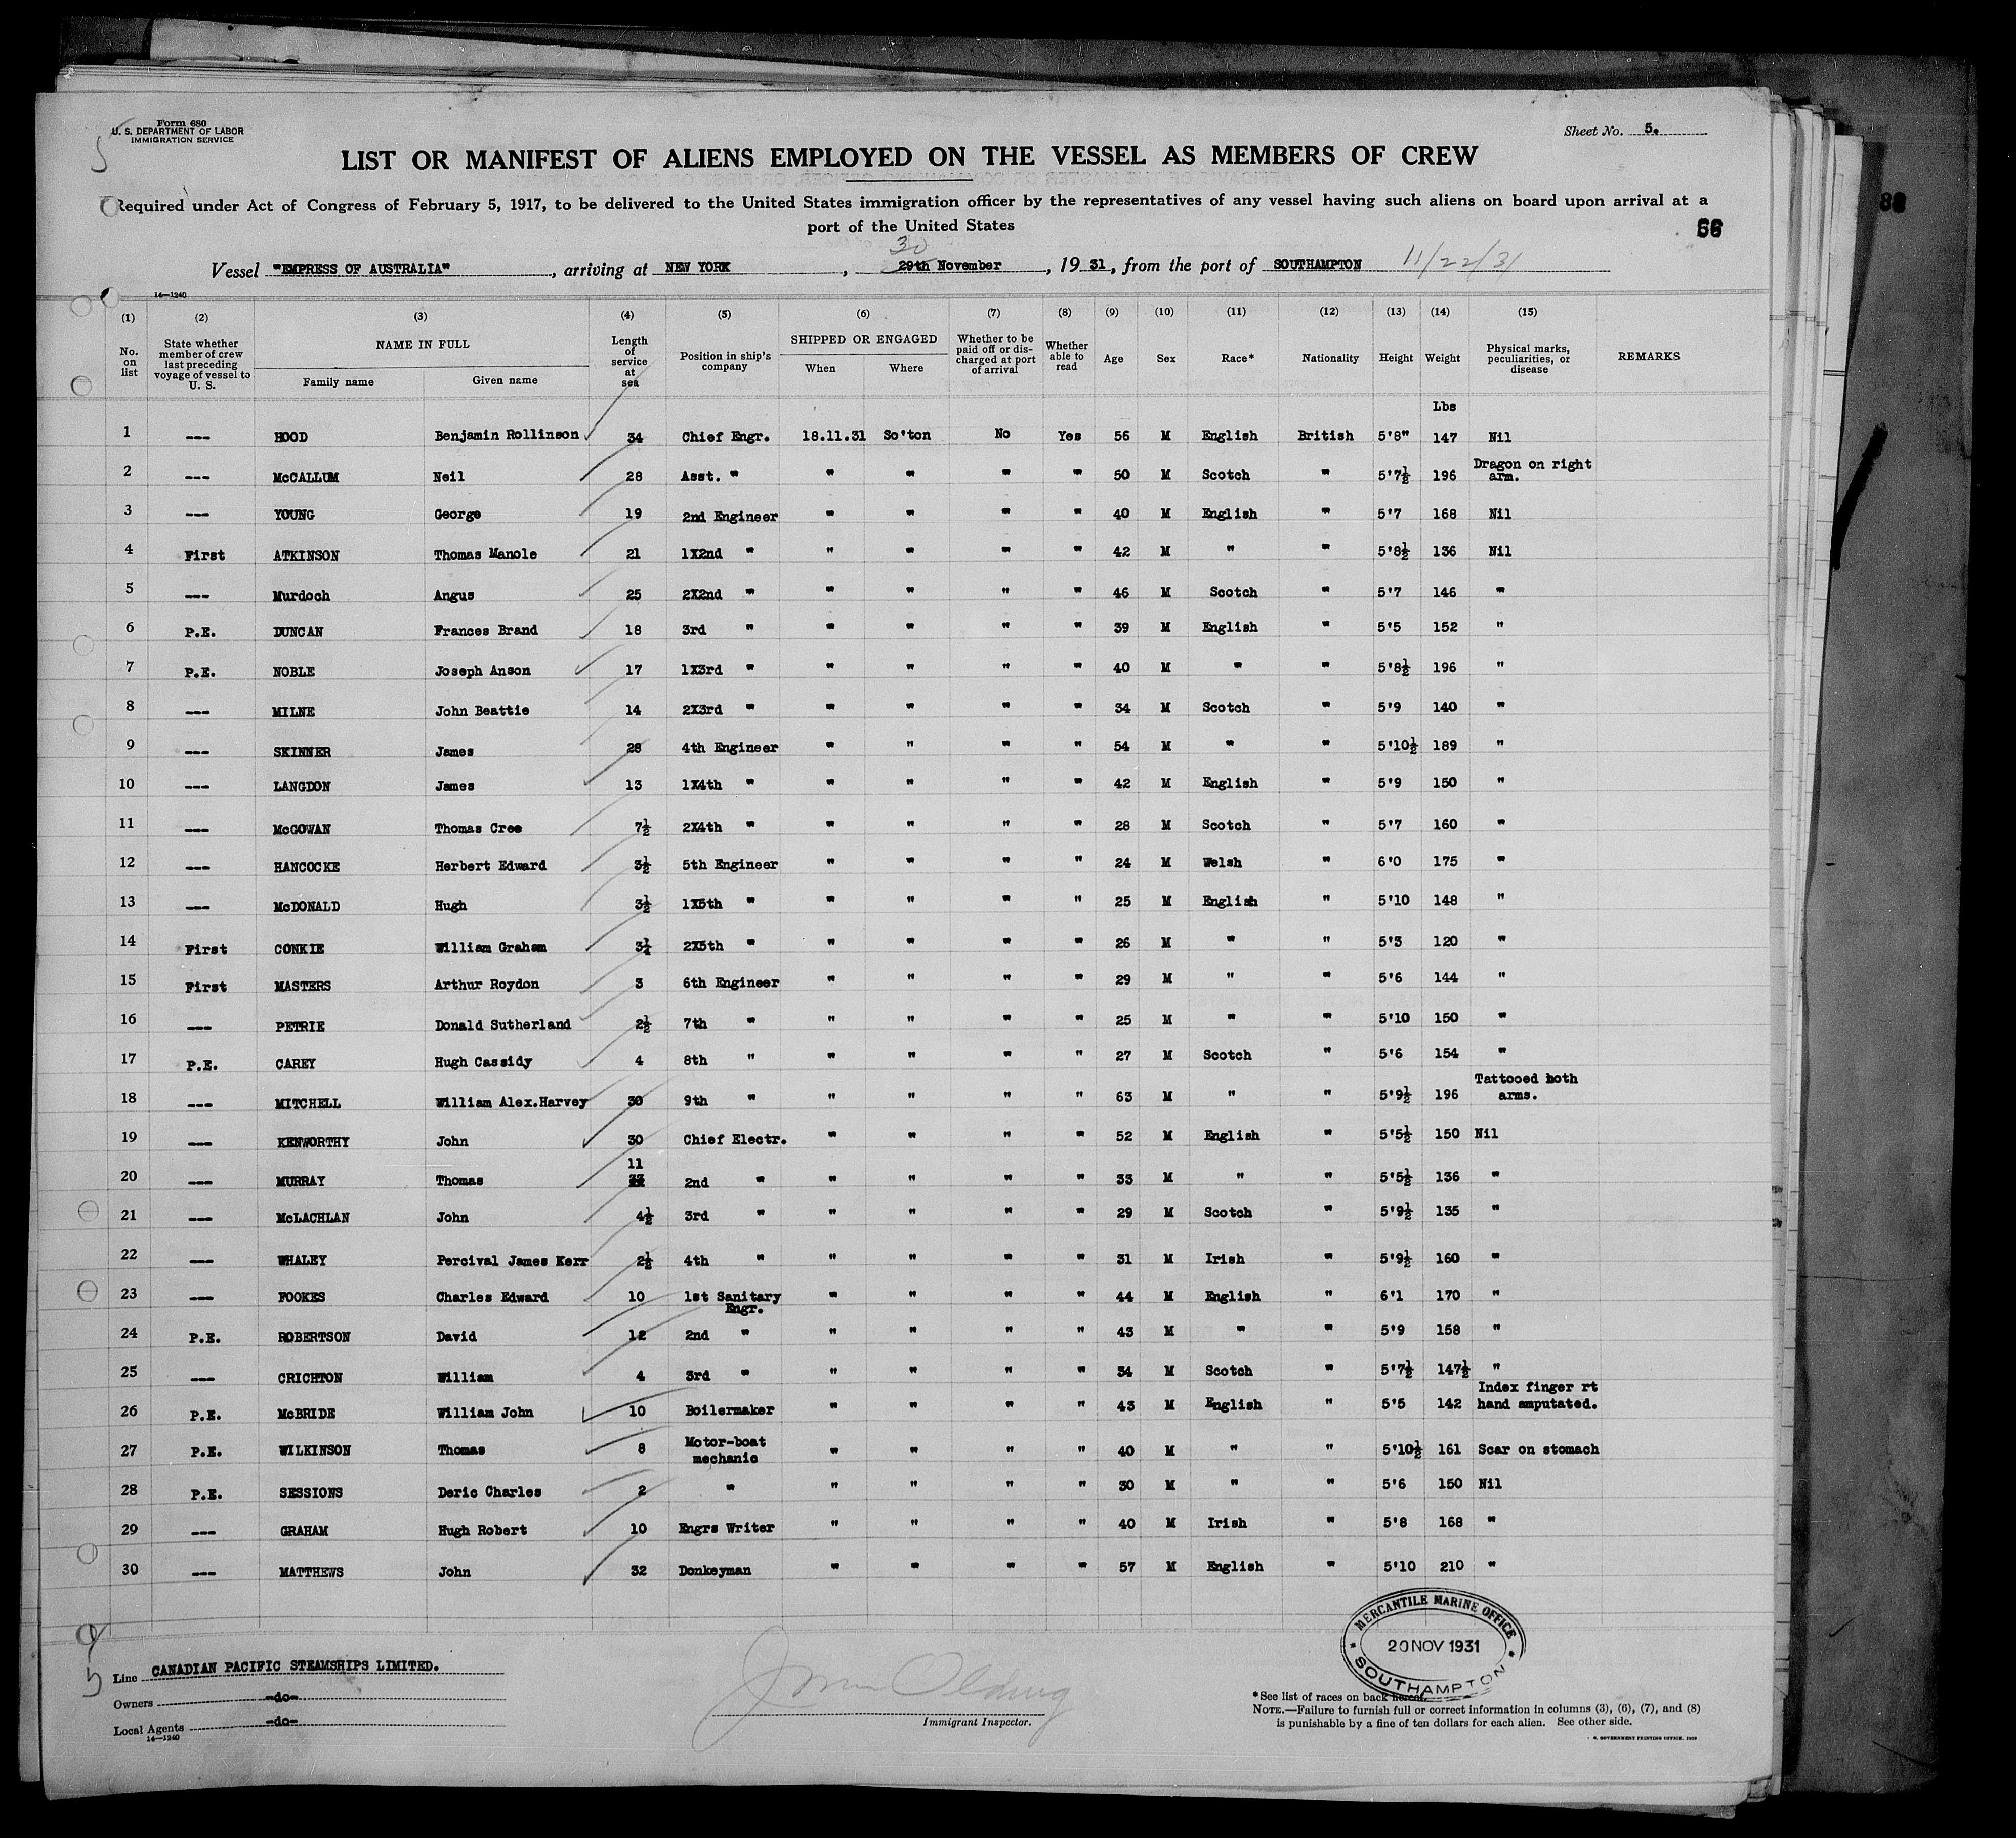 Form 680
U. S. DEPARTMENT OF LABOR
IMMIGRATION SERVICE
5
Sheet No. 5.
LIST OR MANIFEST OF ALIENS EMPLOYED ON THE VESSEL AS MEMBERS OF CREW
Required under Act of Congress of February 5, 1917, to be delivered to the United States immigration officer by the representatives of any vessel having such aliens on board upon arrival at a
port of the United States
66
30
Vessel "EMPRESS OF AUSTRALIA", arriving at NEW YORK, 29th November, 1931, from the port of SOUTHAMPTON 11/22/31
14—1240
(1) (2) (3) (4) (5) (6) (7) (8) (9) (10) (11) (12) (13) (14) (15)
No. on list | State whether member of crew last preceding voyage of vessel to U. S. | NAME IN FULL | Family name | Given name | Length of service at sea | Position in ship's company | SHIPPED OR ENGAGED | When | Where | Whether to be paid off or discharged at port of arrival | Whether able to read | Age | Sex | Race* | Nationality | Height | Weight | Physical marks, peculiarities, or disease | REMARKS
Lbs
1 --- HOOD Benjamin Rollinson 34 Chief Engr. 18.11.31 So'ton No Yes 56 M English British 5'8" 147 Nil
2 --- McCALLUM Neil 28 Asst. " " " " " 50 M Scotch " 5'7½ 196 Dragon on right arm.
3 --- YOUNG George 19 2nd Engineer " " " " 40 M English " 5'7 168 Nil
4 First ATKINSON Thomas Manole 21 1X2nd " " " " " 42 M " " 5'8½ 136 Nil
5 --- Murdoch Angus 25 2X2nd " " " " " 46 M Scotch " 5'7 146 "
6 P.E. DUNCAN Frances Brand 18 3rd " " " " " 39 M English " 5'5 152 "
7 P.E. NOBLE Joseph Anson 17 1X3rd " " " " " 40 M " " 5'8½ 196 "
8 --- MILNE John Beattie 14 2X3rd " " " " " 34 M Scotch " 5'9 140 "
9 --- SKINNER James 28 4th Engineer " " " " 54 M " " 5'10½ 189 "
10 --- LANGDON James 13 1X4th " " " " " 42 M English " 5'9 150 "
11 --- McGOWAN Thomas Cree 7½ 2X4th " " " " " 28 M Scotch " 5'7 160 "
12 --- HANCOCKE Herbert Edward 3½ 5th Engineer " " " " 24 M Welsh " 6'0 175 "
13 --- McDONALD Hugh 3½ 1X5th " " " " " 25 M English " 5'10 148 "
14 First CONKIE William Graham 3¼ 2X5th " " " " " 26 M " " 5'3 120 "
15 First MASTERS Arthur Roydon 3 6th Engineer " " " " 29 M " " 5'6 144 "
16 --- PETRIE Donald Sutherland 2½ 7th " " " " " 25 M " " 5'10 150 "
17 P.E. CAREY Hugh Cassidy 4 8th " " " " " 27 M Scotch " 5'6 154 "
18 --- MITCHELL William Alex.Harvey 30 9th " " " " " 63 M " " 5'9½ 196 Tattooed both arms.
19 --- KENWORTHY John 30 Chief Electr. " " " " 52 M English " 5'5½ 150 Nil
20 --- MURRAY Thomas 11 2nd " " " " " 33 M " " 5'5½ 136 "
21 --- McLACHLAN John 4½ 3rd " " " " " 29 M Scotch " 5'9½ 135 "
22 --- WHALEY Percival James Kerr 2½ 4th " " " " " 31 M Irish " 5'9½ 160 "
23 --- FOOKES Charles Edward 10 1st Sanitary Engr. " " " " 44 M English " 6'1 170 "
24 P.E. ROBERTSON David 12 2nd " " " " " 43 M " " 5'9 158 "
25 --- CRICHTON William 4 3rd " " " " " 34 M Scotch " 5'7½ 147½ "
26 P.E. McBRIDE William John 10 Boilermaker " " " " 43 M English " 5'5 142 Index finger rt hand amputated.
27 P.E. WILKINSON Thomas 8 Motor-boat mechanic " " " " 40 M " " 5'10½ 161 Scar on stomach
28 P.E. SESSIONS Deric Charles 2 " " " " " 30 M " " 5'6 150 Nil
29 --- GRAHAM Hugh Robert 10 Engrs Writer " " " " 40 M Irish " 5'8 168 "
30 --- MATTHEWS John 32 Donkeyman " " " " 57 M English " 5'10 210 "
MERCANTILE MARINE OFFICE
20 NOV 1931
SOUTHAMPTON
5
Line CANADIAN PACIFIC STEAMSHIPS LIMITED.
Owners -do-
Local Agents -do-
14—1240
Immigrant Inspector.
*See list of races on back hereof.
NOTE.—Failure to furnish full or correct information in columns (3), (6), (7), and (8)
is punishable by a fine of ten dollars for each alien. See other side.
GOVERNMENT PRINTING OFFICE